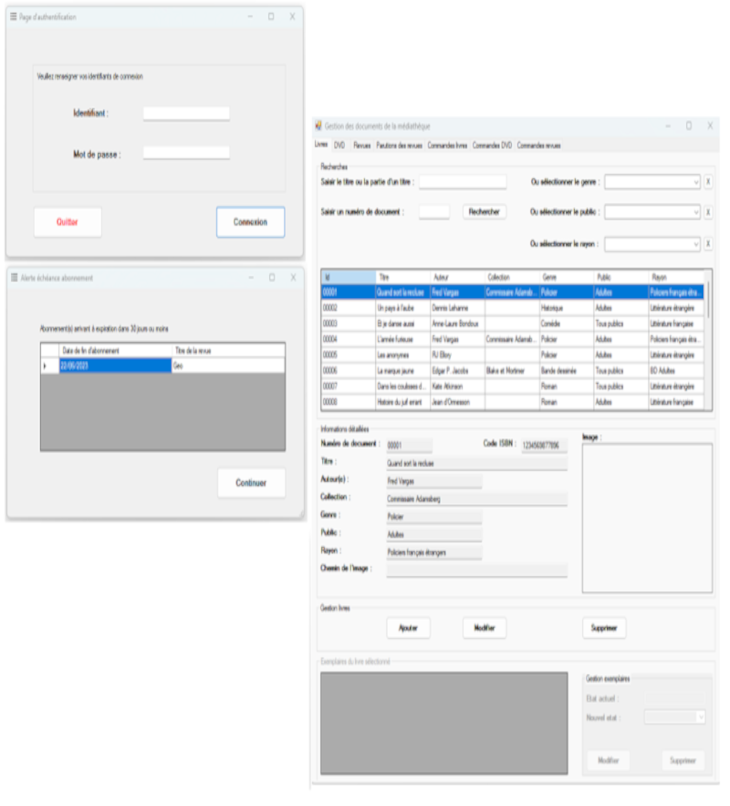 Page d'authentification
Veuillez renseigner vos identifiants de connexion
Identifiant :
Mot de passe :
Quitter
Connexion
Alerte échéance abonnement
Abonnement(s) arrivant à expiration dans 30 jours ou moins
Date de fin d'abonnement Titre de la revue
22/06/2023 Geo
Continuer
Gestion des documents de la médiathèque
Livres DVD Revues Parutions des revues Commandes livres Commandes DVD Commandes revues
Recherches
Saisir le titre ou la partie d'un titre : Ou sélectionner le genre : X
Saisir un numéro de document : Rechercher Ou sélectionner le public : X
Ou sélectionner le rayon : X
Id Titre Auteur Collection Genre Public Rayon
00001 Quand sort la recluse Fred Vargas Commissaire Adamsb... Policier Adultes Policiers français étra...
00002 Un pays à l'aube Dennis Lehanne Historique Adultes Littérature étrangère
00003 Et je danse aussi Anne-Laure Bondoux Comédie Tous publics Littérature française
00004 L'armée furieuse Fred Vargas Commissaire Adamsb... Policier Adultes Policiers français étra...
00005 Les anonymes RJ Ellory Policier Adultes Littérature étrangère
00006 La marque jaune Edgar P. Jacobs Blake et Mortimer Bande dessinée Tous publics BD Adultes
00007 Dans les coulisses d... Kate Atkinson Roman Adultes Littérature étrangère
00008 Histoire du juif errant Jean d'Ormesson Roman Adultes Littérature française
Informations détaillées
Numéro de document : 00001 Code ISBN : Image :
Titre : Quand sort la recluse
Auteur(e) : Fred Vargas
Collection : Commissaire Adamsberg
Genre : Policier
Public : Adultes
Rayon : Policiers français étrangers
Chemin de l'image :
Gestion livres
Ajouter Modifier Supprimer
Exemplaires du livre sélectionné
Gestion exemplaires
Etat actuel :
Nouvel état :
Modifier Supprimer